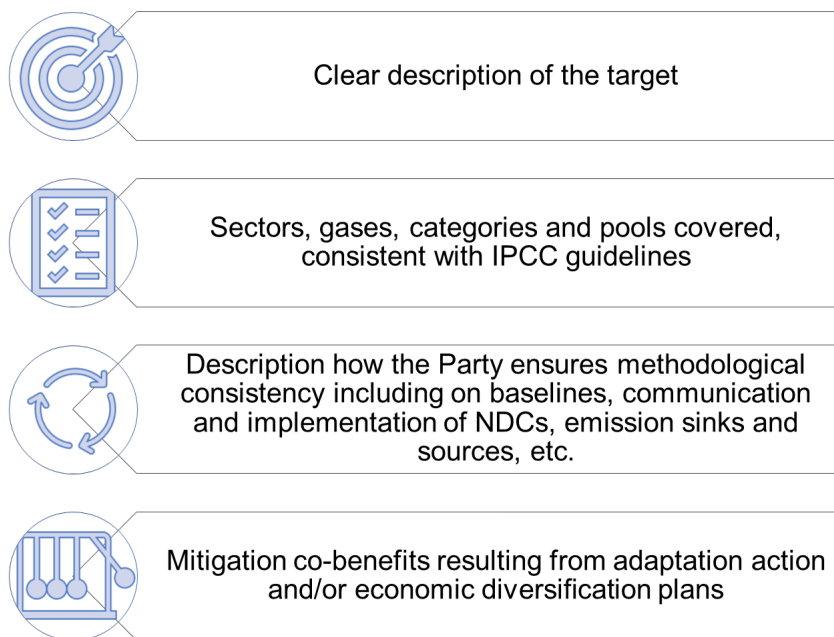 Clear description of the target
Sectors, gases, categories and pools covered,
consistent with IPCC guidelines
Description how the Party ensures methodological
consistency including on baselines, communication
and implementation of NDCs, emission sinks and
sources, etc.
Mitigation co-benefits resulting from adaptation action
and/or economic diversification plans